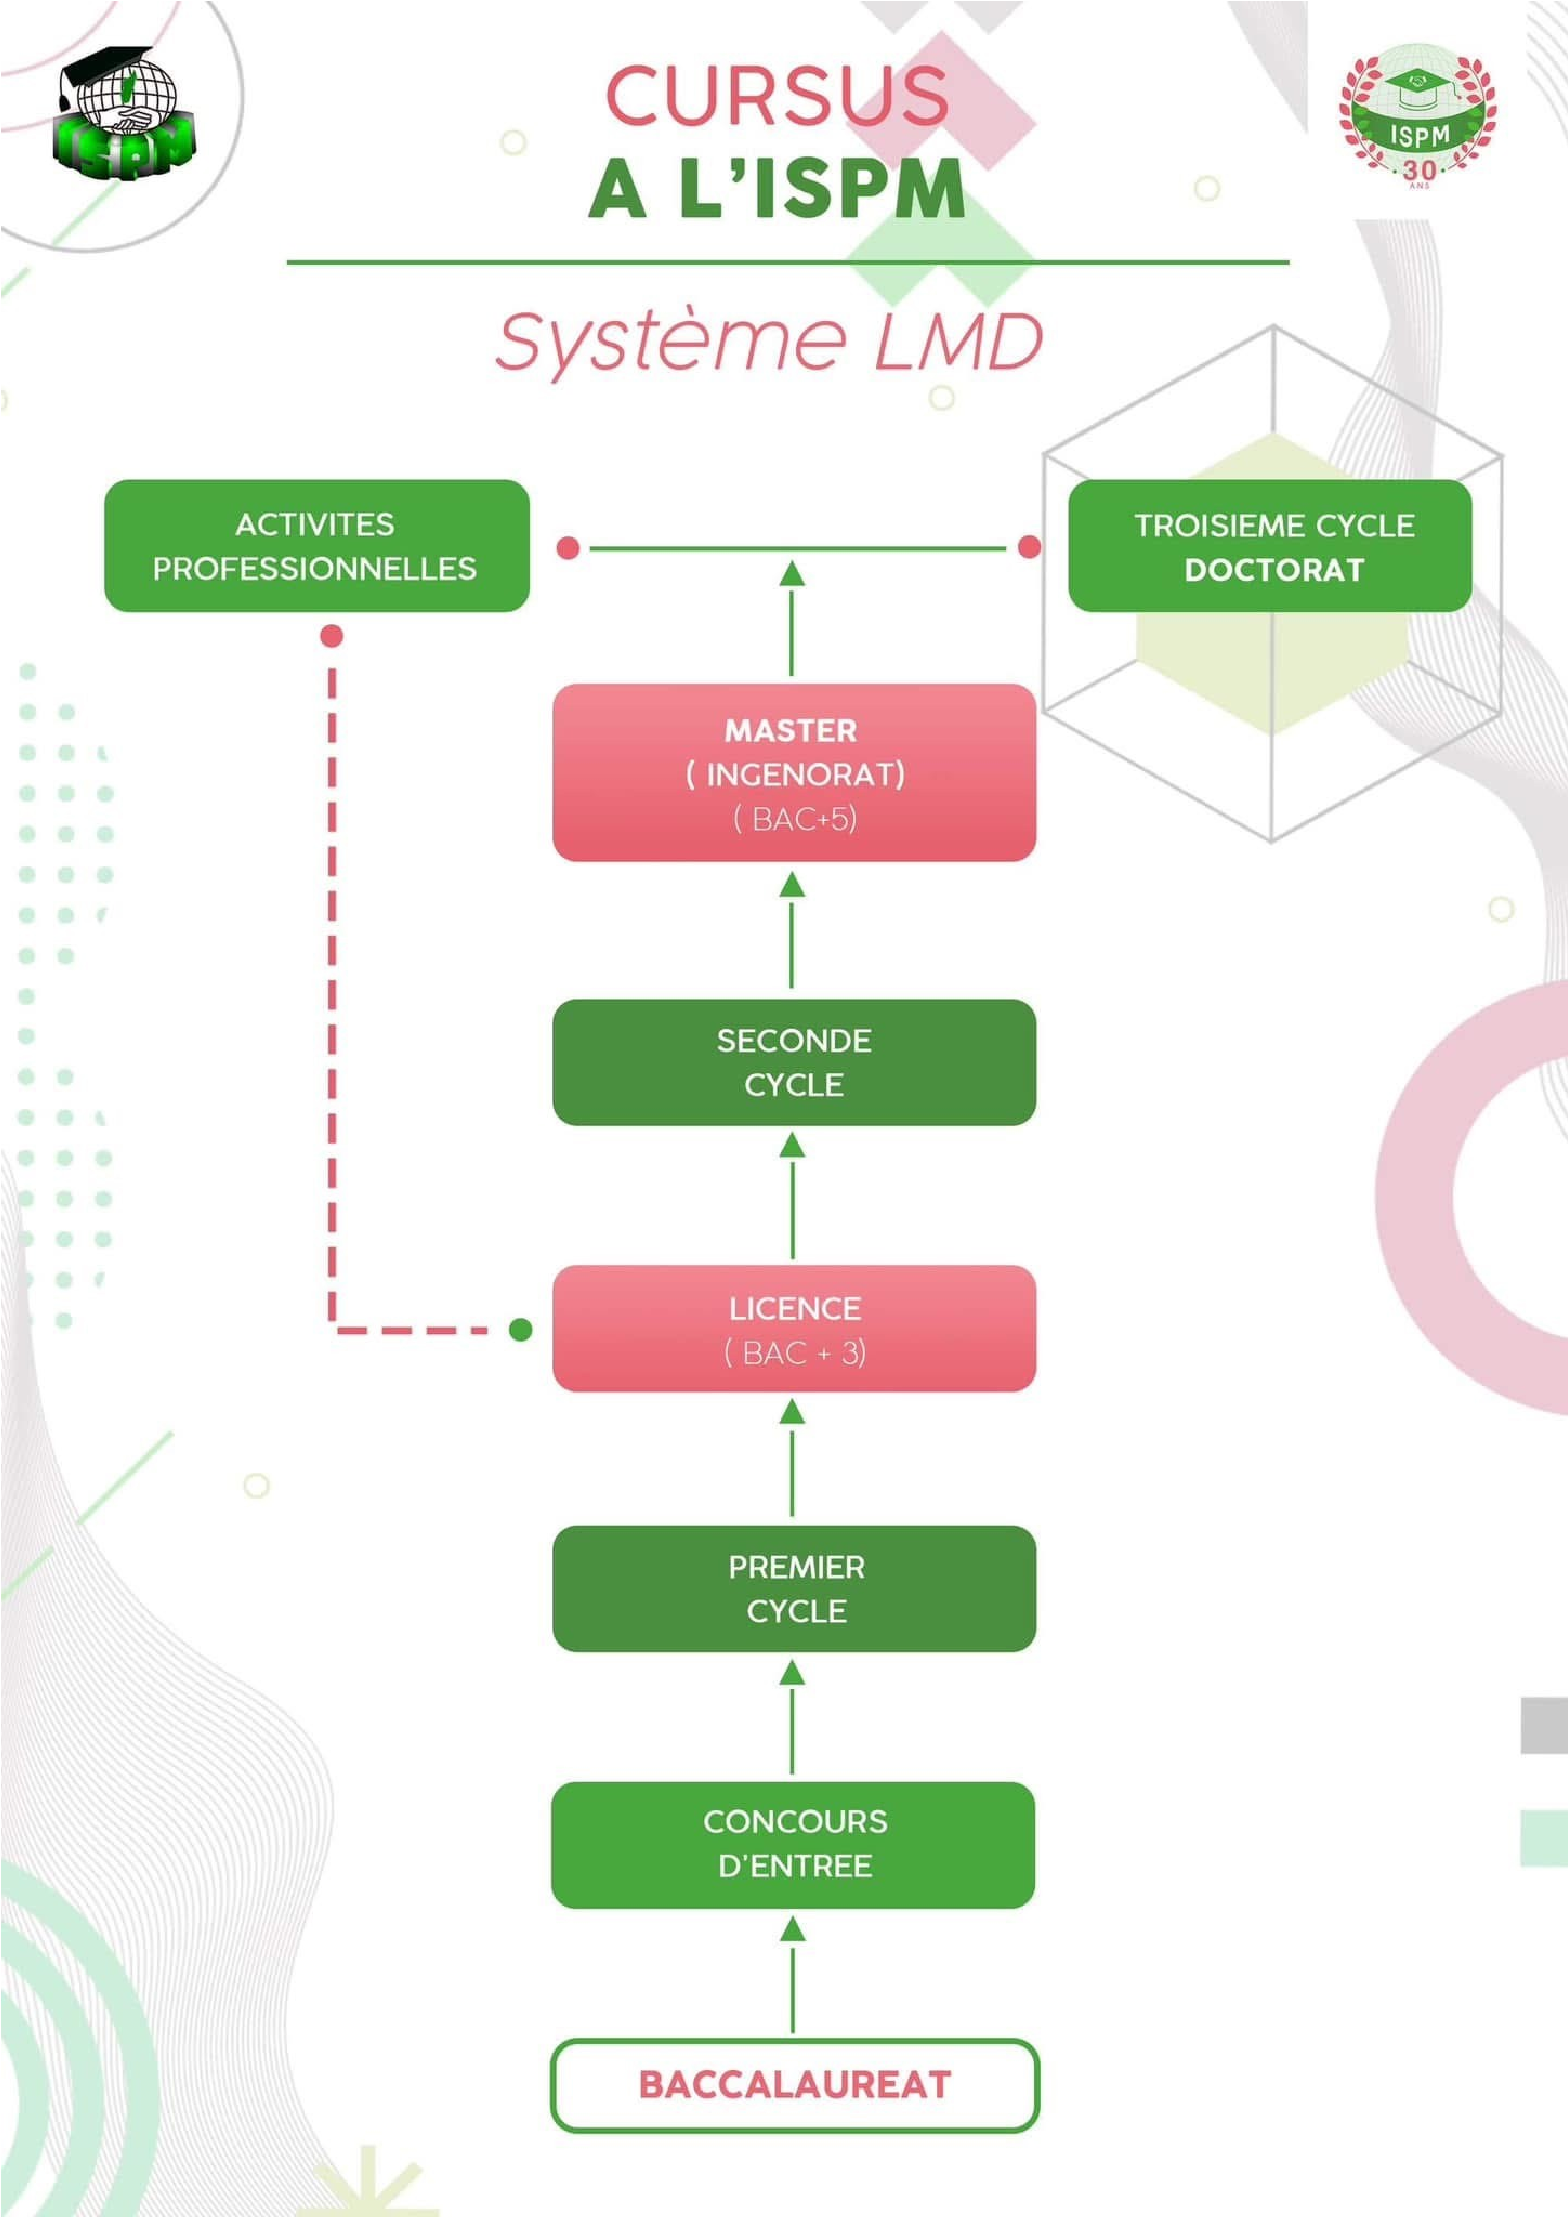 ISPM
ISPM
30
ANS
CURSUS
A L'ISPM
Système LMD
ACTIVITES
PROFESSIONNELLES
TROISIEME CYCLE
DOCTORAT
MASTER
( INGENORAT)
( BAC+5)
SECONDE
CYCLE
LICENCE
( BAC + 3)
PREMIER
CYCLE
CONCOURS
D'ENTREE
BACCALAUREAT